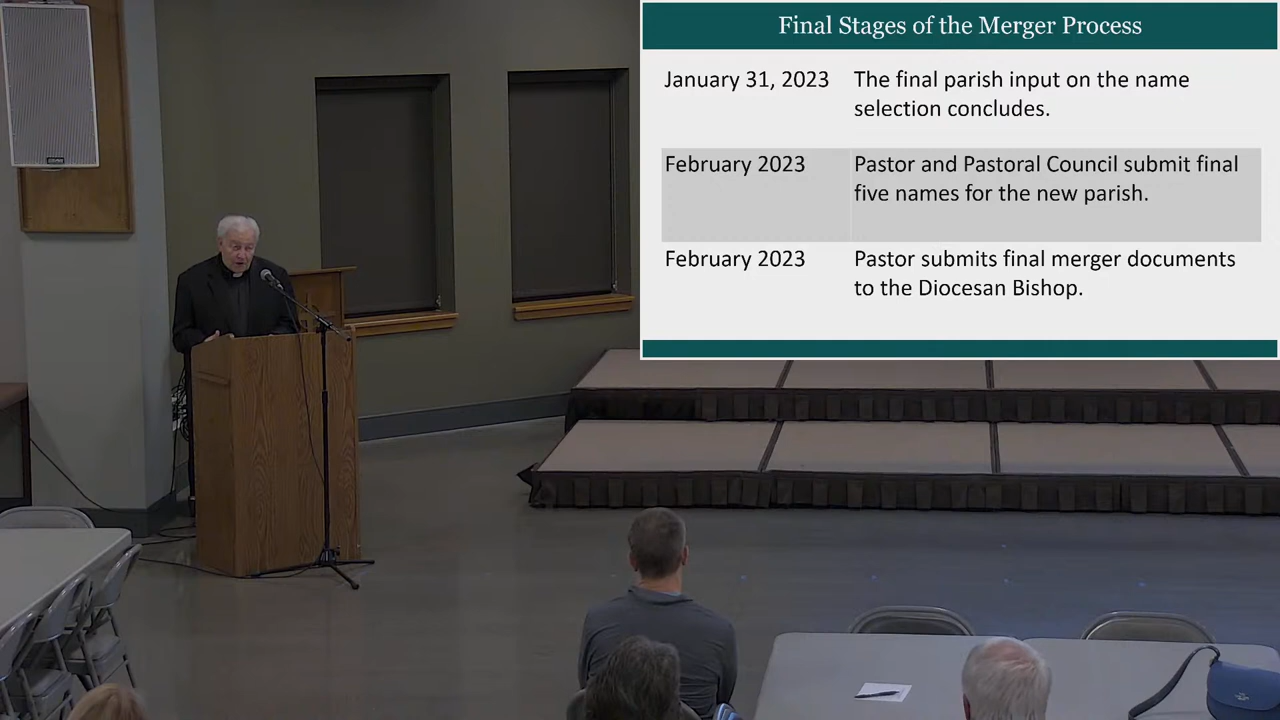 Final Stages of the Merger Process
January 31, 2023 The final parish input on the name
selection concludes.
February 2023 Pastor and Pastoral Council submit final
five names for the new parish.
February 2023 Pastor submits final merger documents
to the Diocesan Bishop.